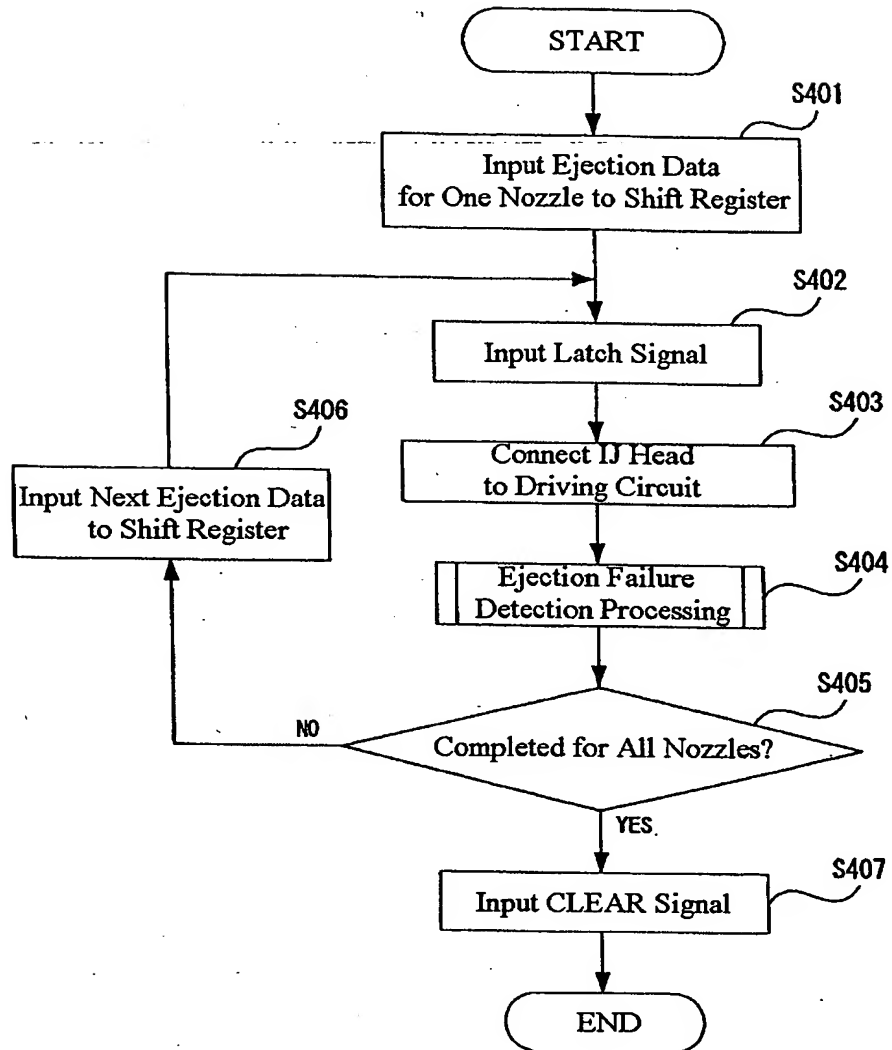 START
S401
Input Ejection Data
for One Nozzle to Shift Register
S402
Input Latch Signal
S403
Connect IJ Head
to Driving Circuit
S406
Input Next Ejection Data
to Shift Register
S404
Ejection Failure
Detection Processing
S405
NO
Completed for All Nozzles?
YES
S407
Input CLEAR Signal
END